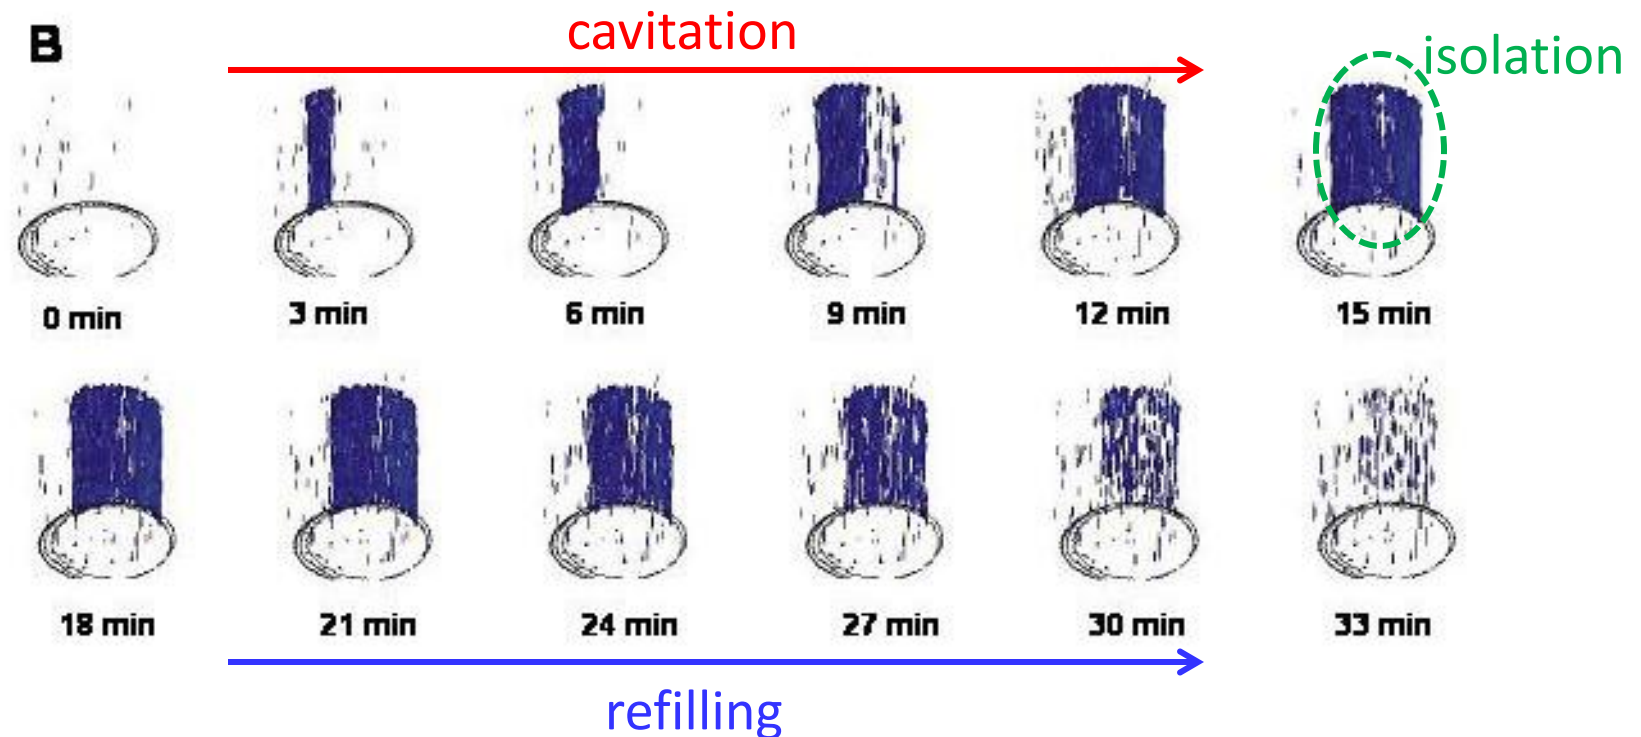 B
cavitation
isolation
0 min
3 min
6 min
9 min
12 min
15 min
18 min
21 min
24 min
27 min
30 min
33 min
refilling